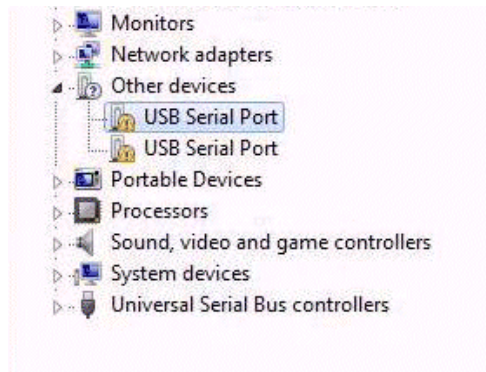 Monitors
Network adapters
Other devices
USB Serial Port
USB Serial Port
Portable Devices
Processors
Sound, video and game controllers
System devices
Universal Serial Bus controllers